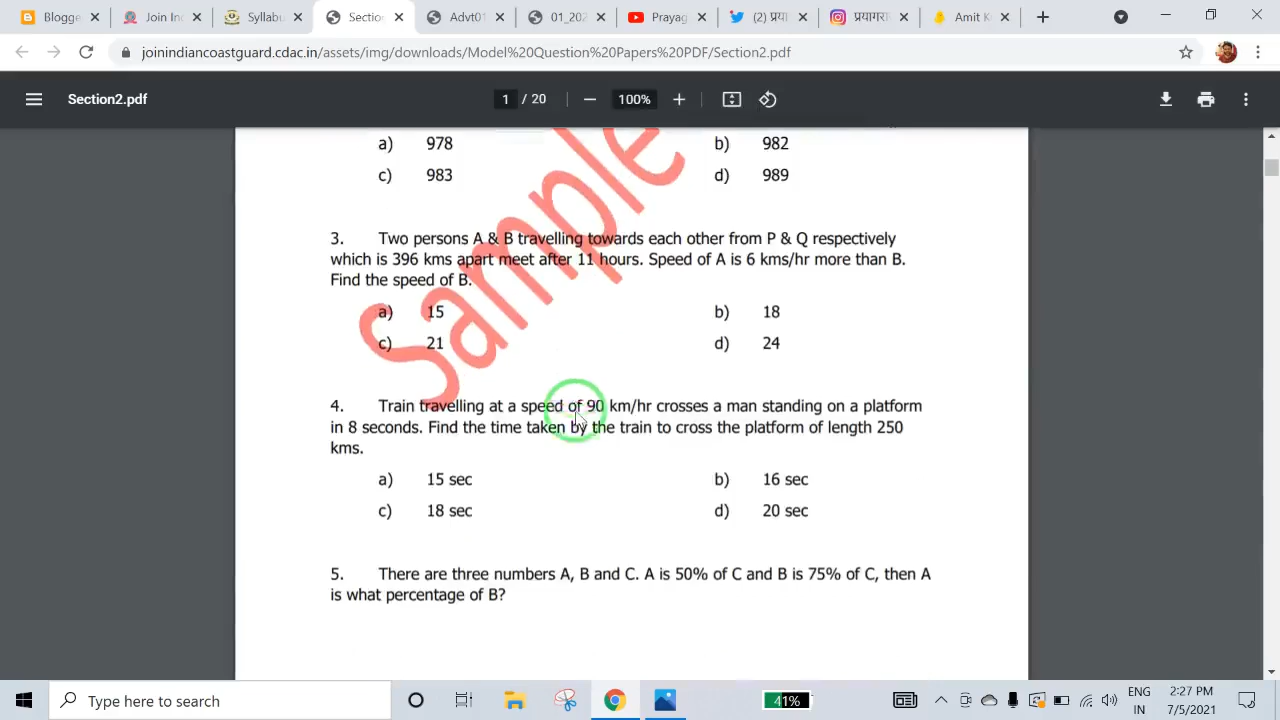 Blogge
Join In
Syllabu
Sectio
Advt01
01_202
Prayag
(2) प्रया
प्रयागरा
Amit K
joinindiancoastguard.cdac.in/assets/img/downloads/Model%20Question%20Papers%20PDF/Section2.pdf
Section2.pdf
1 / 20
100%
a) 978 b) 982
c) 983 d) 989
3. Two persons A & B travelling towards each other from P & Q respectively
which is 396 kms apart meet after 11 hours. Speed of A is 6 kms/hr more than B.
Find the speed of B.
a) 15 b) 18
c) 21 d) 24
Sample
4. Train travelling at a speed of 90 km/hr crosses a man standing on a platform
in 8 seconds. Find the time taken by the train to cross the platform of length 250
kms.
a) 15 sec b) 16 sec
c) 18 sec d) 20 sec
5. There are three numbers A, B and C. A is 50% of C and B is 75% of C, then A
is what percentage of B?
Type here to search
41%
ENG
IN
2:27 PM
7/5/2021